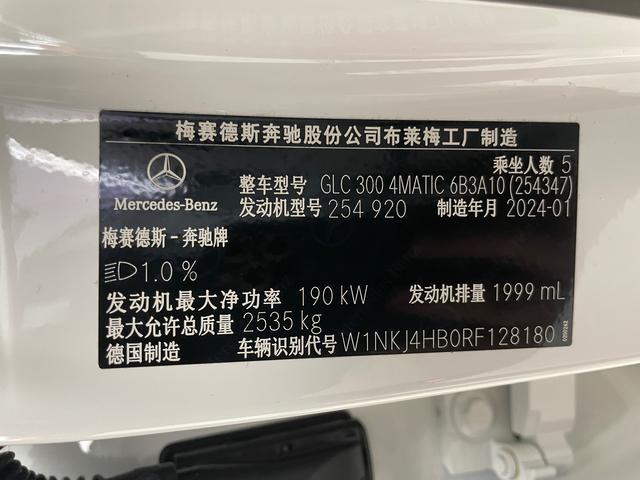 梅赛德斯奔驰股份公司布莱梅工厂制造
乘坐人数 5
整车型号 GLC 300 4MATIC 6B3A10 (254347)
Mercedes-Benz
发动机型号 254 920 制造年月 2024-01
梅赛德斯-奔驰牌
1.0 %
发动机最大净功率 190 kW 发动机排量 1999 mL
最大允许总质量 2535 kg
德国制造 车辆识别代号 W1NKJ4HB0RF128180